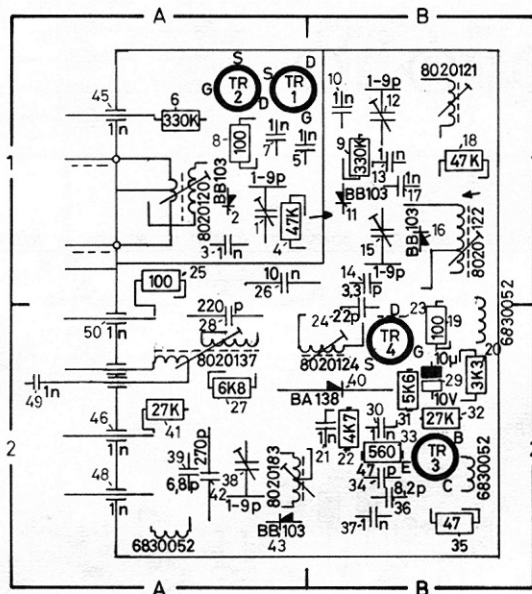 A B
S D 10 1-9p 8020121
45 6 G TR 2 S TR 1 12
1n 330K D G 1n
8 100 1n 7 1n 5 9 330K 1n 13 18 47K
1 1
BB103 1-9p BB103 1n 17
8020120 2 1 47K 4 11 15 BB103 16 8020122
3 1n 1-9p
100 25 10n 26 14 3,3p
50 1n 220p 28 24 22p D 23 100 19 6830052
8020137 8020124 S TR 4 G 10µ 20
49 1n 6K8 27 BA138 40 5K6 29 10V 3K3
46 27K 41 1n 30 1n 31 27K 32
2 2
1n 39 270p 8020183 21 4K7 22 560 33 B TR 3
48 6,8p 42 38 47p 34 E C 6830052
1n 1-9p 8,2p 36
6830052 BB103 43 37 1n 47 35
A B